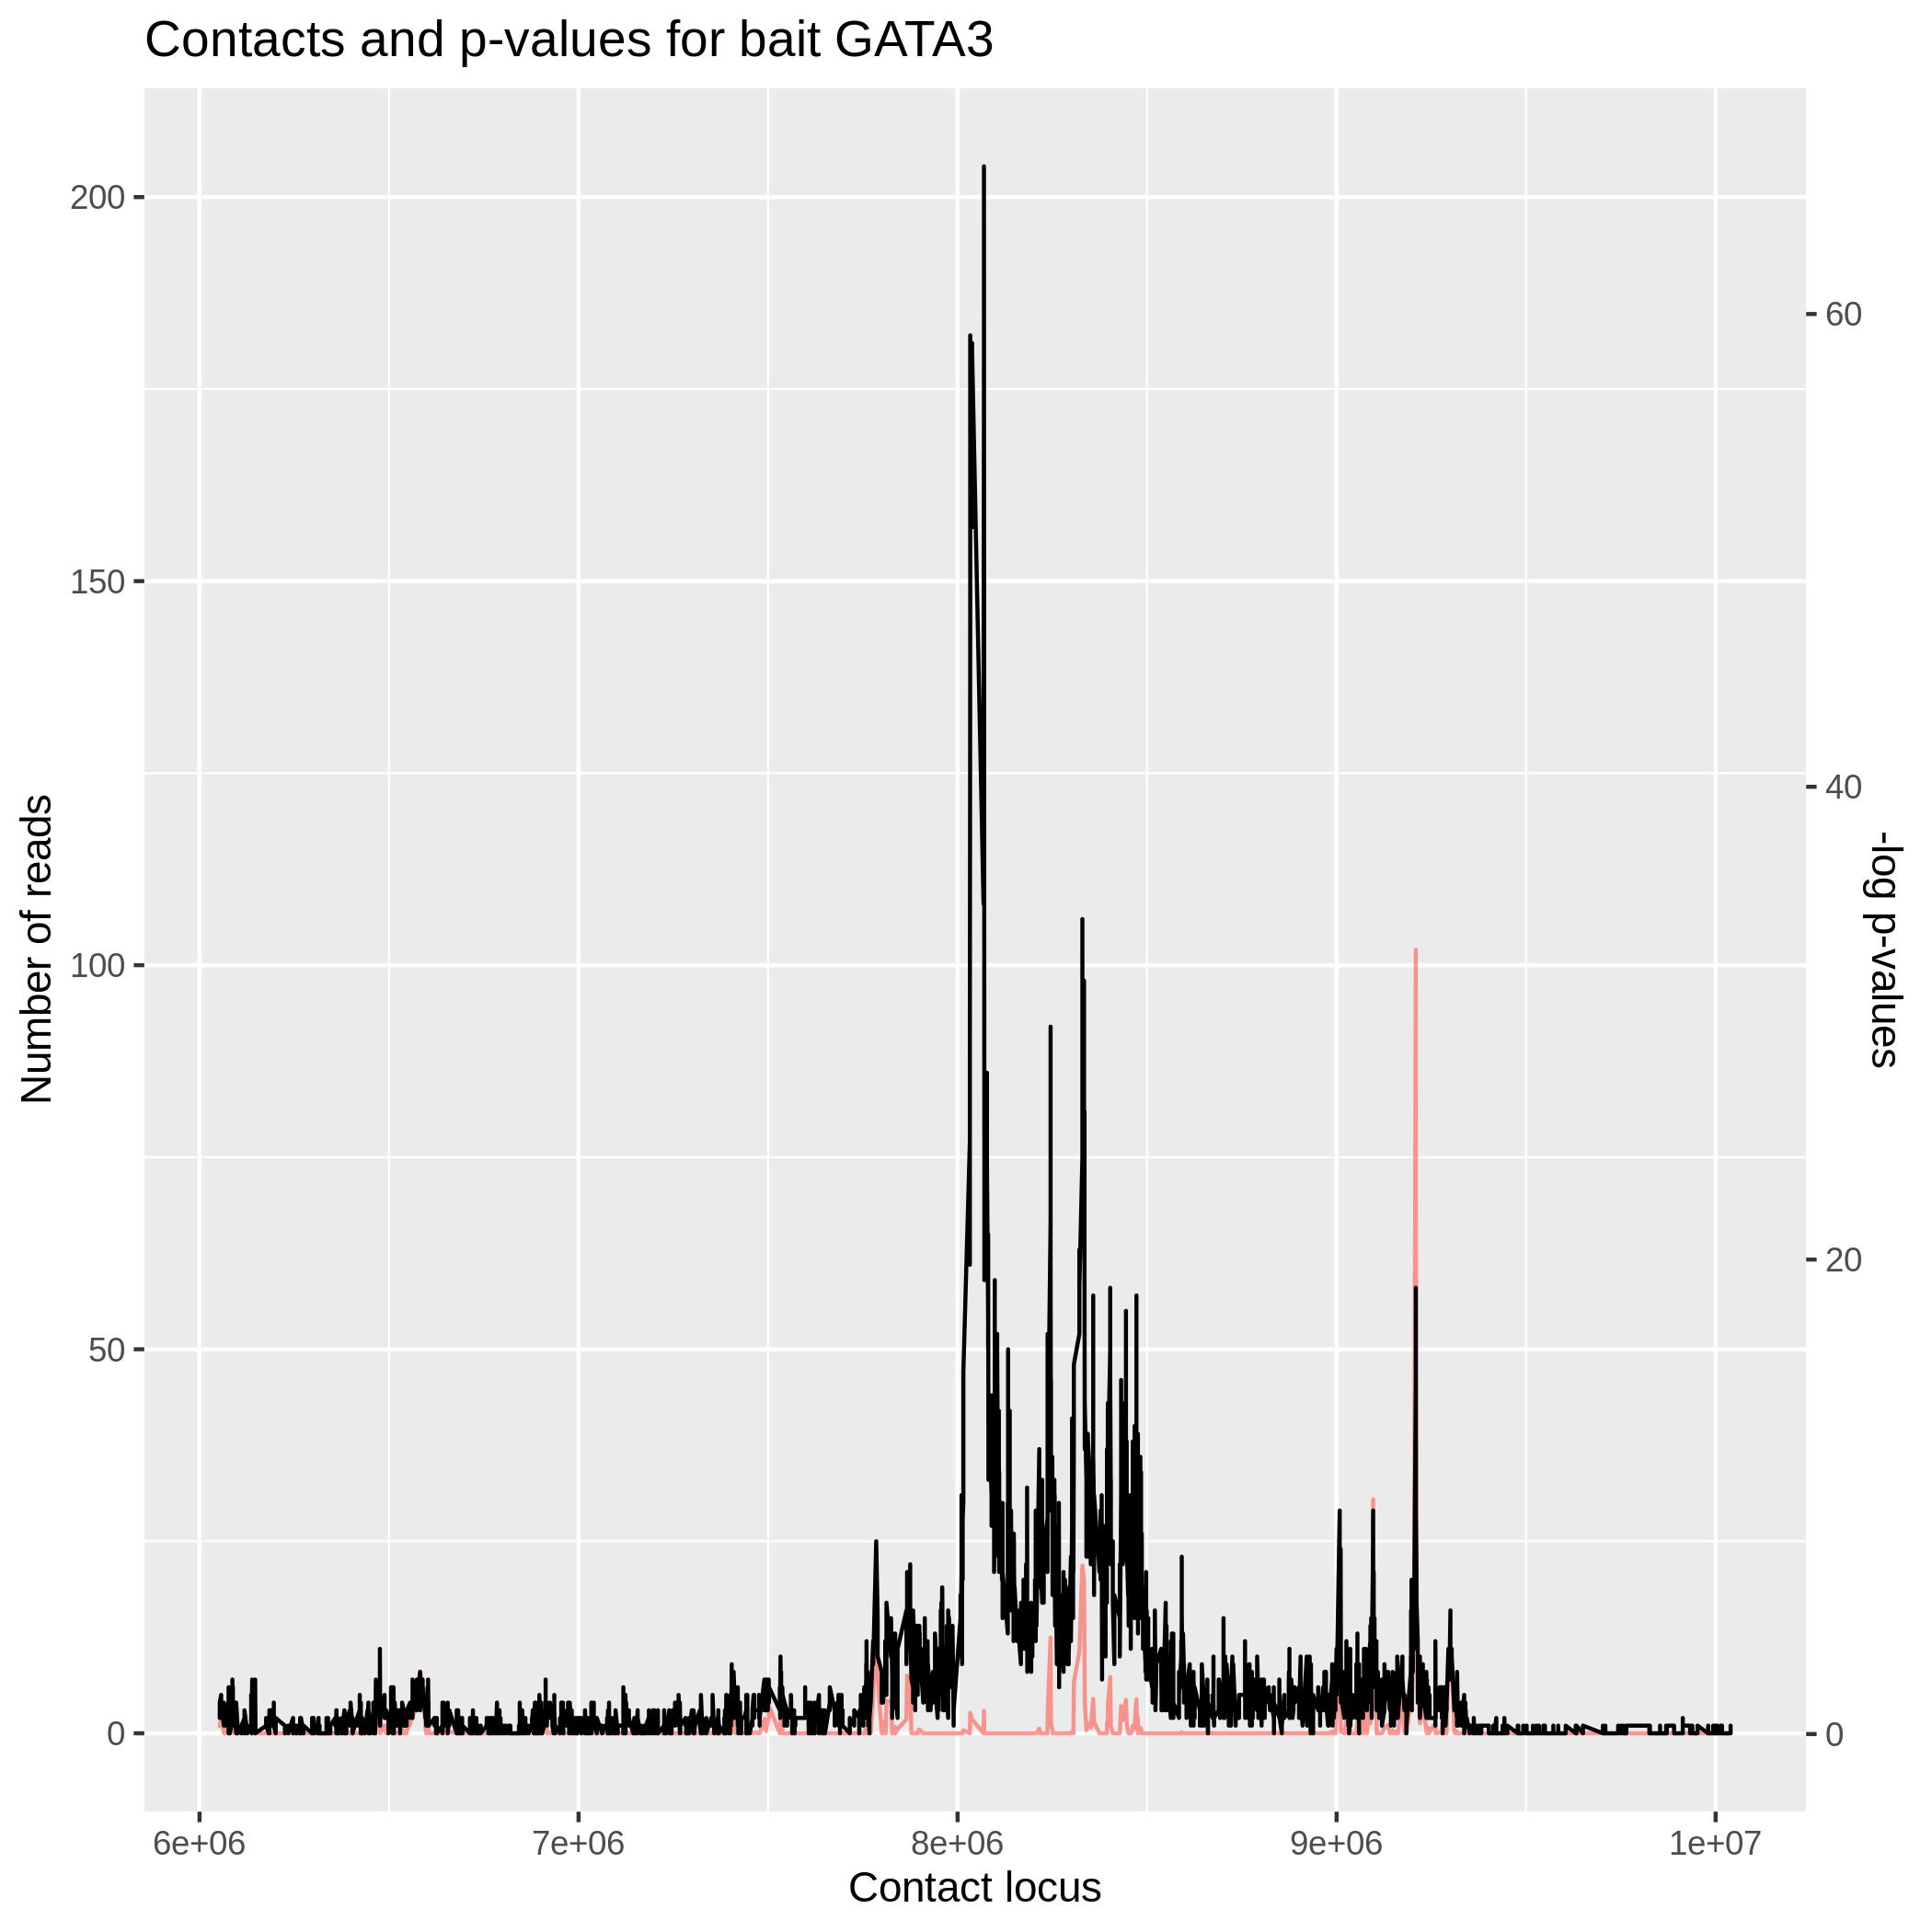 Contacts and p-values for bait GATA3
200
150
100
50
0
Number of reads
60
40
20
0
-log p-values
6e+06
7e+06
8e+06
9e+06
1e+07
Contact locus